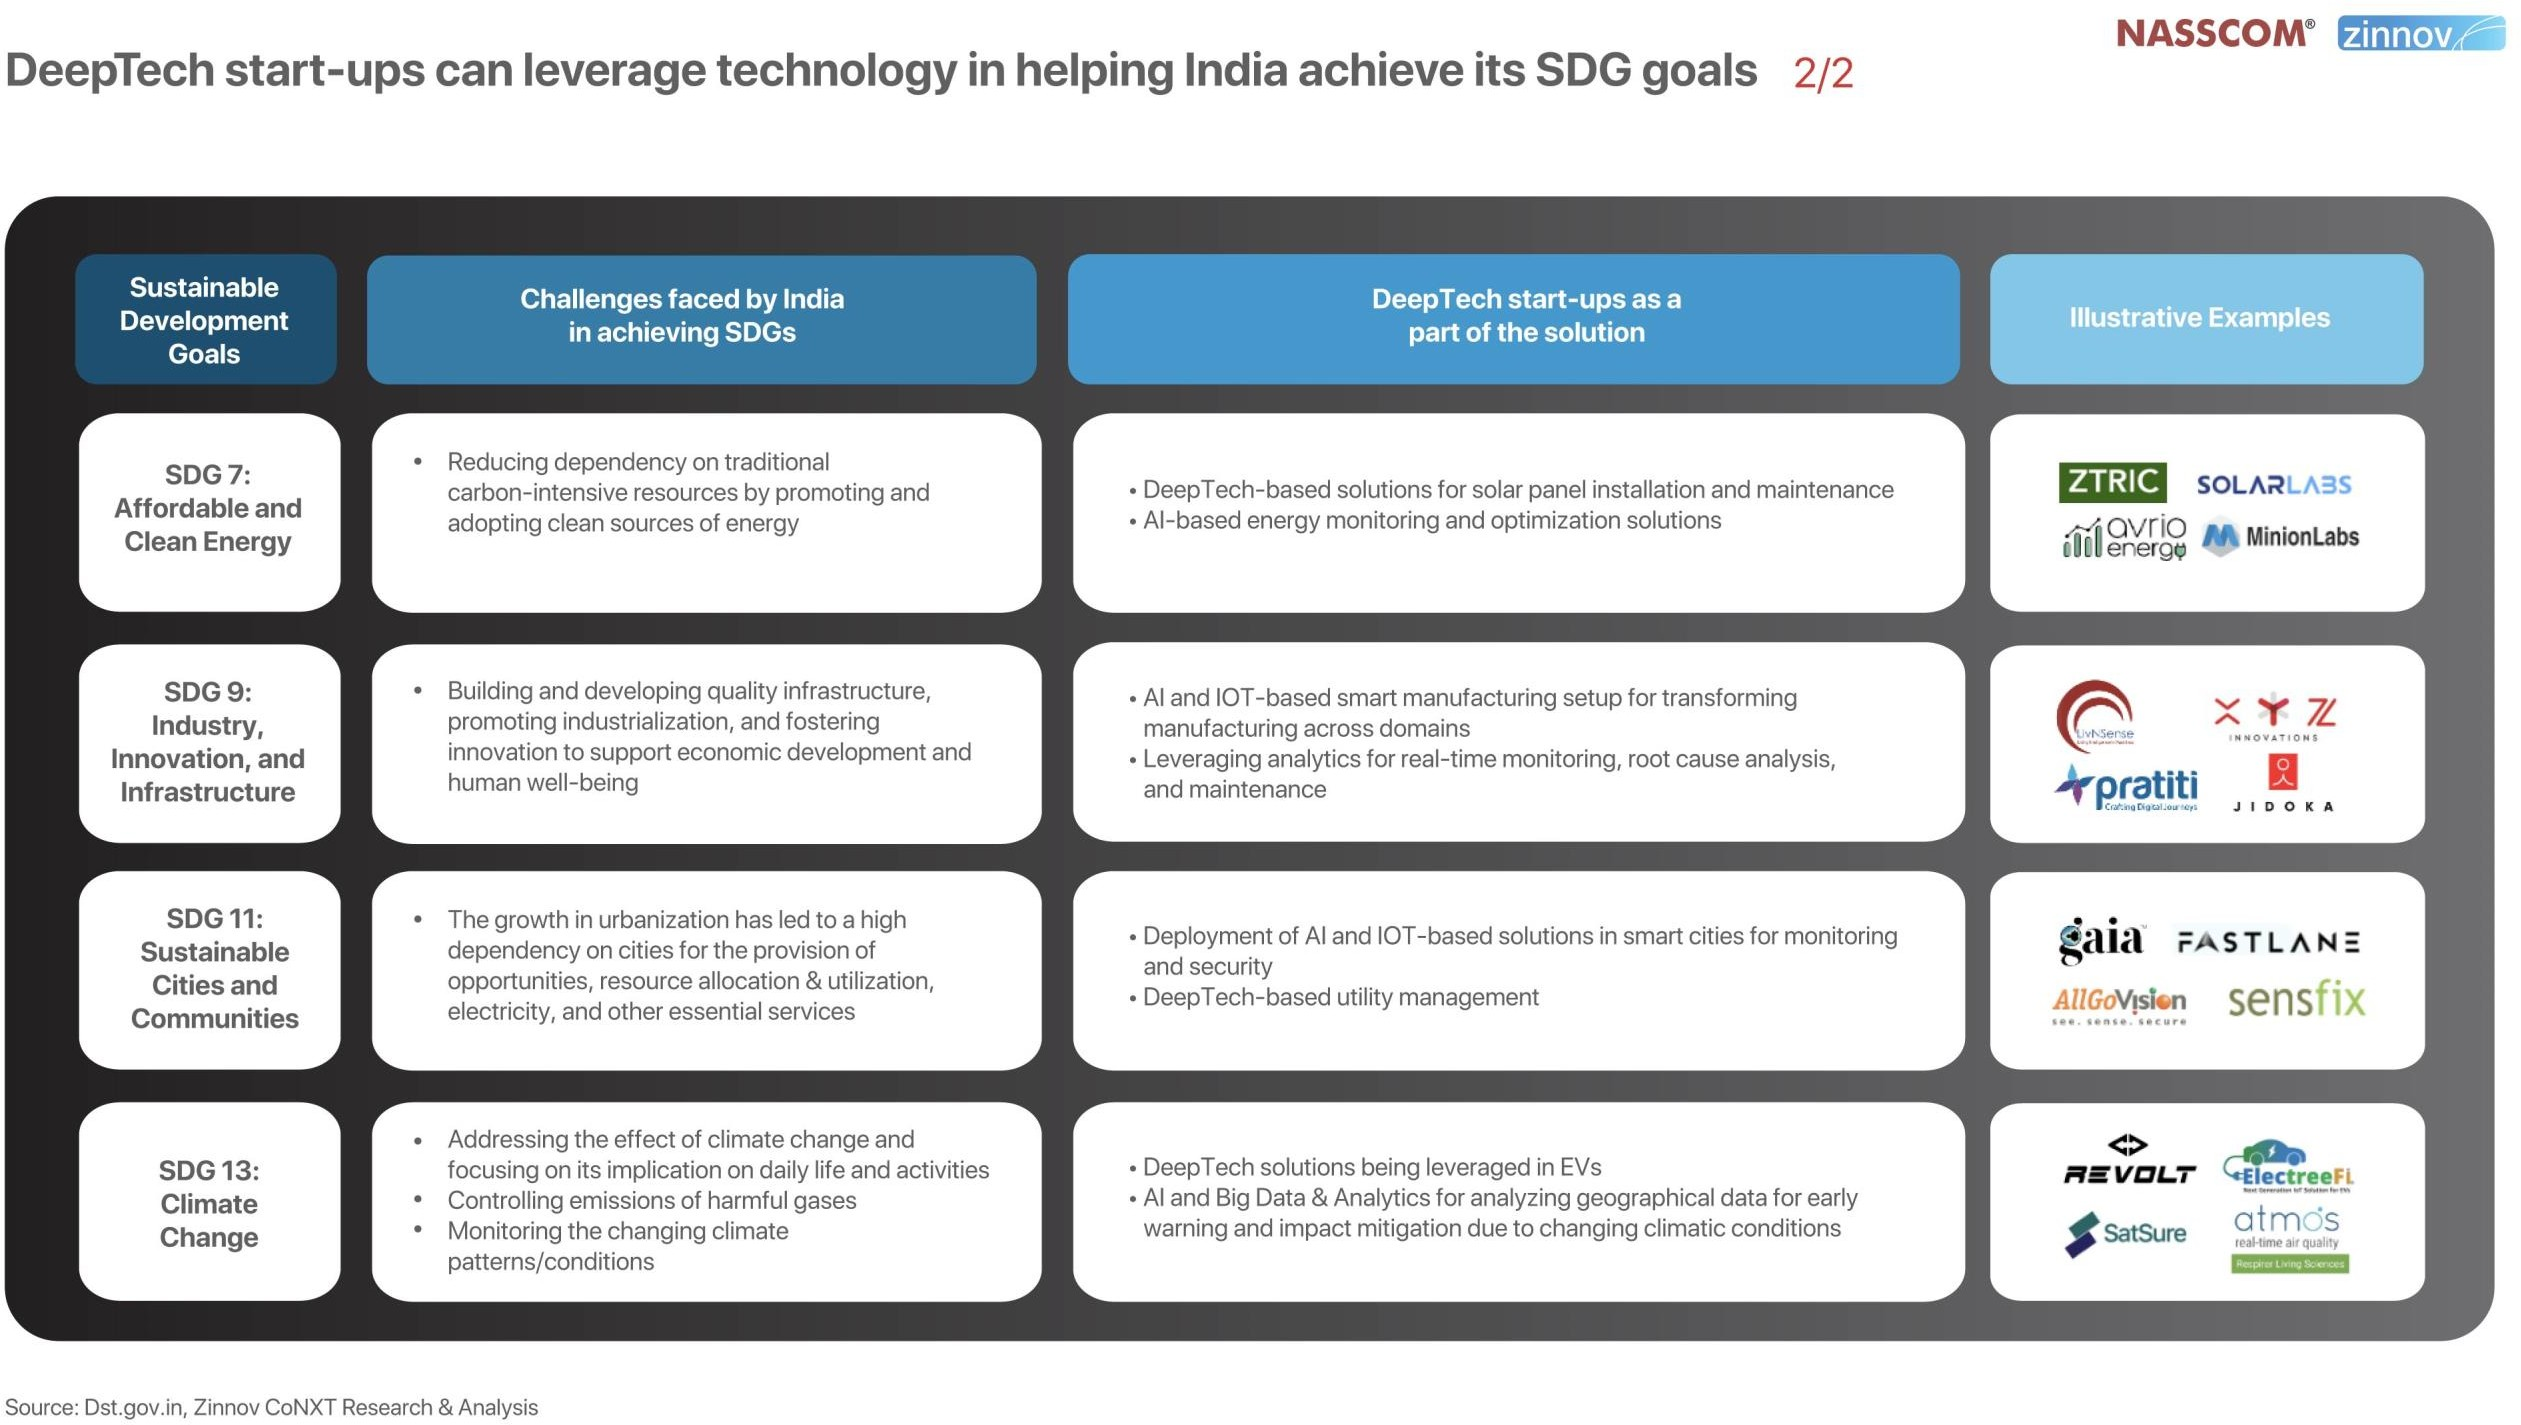 NASSCOM®
zinnov
DeepTech start-ups can leverage technology in helping India achieve its SDG goals 2/2
Sustainable
Development
Goals
Challenges faced by India
in achieving SDGs
DeepTech start-ups as a
part of the solution
Illustrative Examples
SDG 7:
Affordable and
Clean Energy
• Reducing dependency on traditional
carbon-intensive resources by promoting and
adopting clean sources of energy
• DeepTech-based solutions for solar panel installation and maintenance
• AI-based energy monitoring and optimization solutions
ZTRIC
SOLARLABS
avrio
energy
MinionLabs
SDG 9:
Industry,
Innovation, and
Infrastructure
• Building and developing quality infrastructure,
promoting industrialization, and fostering
innovation to support economic development and
human well-being
• AI and IOT-based smart manufacturing setup for transforming
manufacturing across domains
• Leveraging analytics for real-time monitoring, root cause analysis,
and maintenance
LivNSense
XYZ
INNOVATIONS
pratiti
Crafting Digital Journeys
JIDOKA
SDG 11:
Sustainable
Cities and
Communities
• The growth in urbanization has led to a high
dependency on cities for the provision of
opportunities, resource allocation & utilization,
electricity, and other essential services
• Deployment of AI and IOT-based solutions in smart cities for monitoring
and security
• DeepTech-based utility management
gaia™
FASTLANE
AllGoVision
see. sense. secure
sensfix
SDG 13:
Climate
Change
• Addressing the effect of climate change and
focusing on its implication on daily life and activities
• Controlling emissions of harmful gases
• Monitoring the changing climate
patterns/conditions
• DeepTech solutions being leveraged in EVs
• AI and Big Data & Analytics for analyzing geographical data for early
warning and impact mitigation due to changing climatic conditions
REVOLT
ElectreeFi
Next Generation IoT Solution for EVs
SatSure
atmos
real-time air quality
Respirer Living Sciences
Source: Dst.gov.in, Zinnov CoNXT Research & Analysis